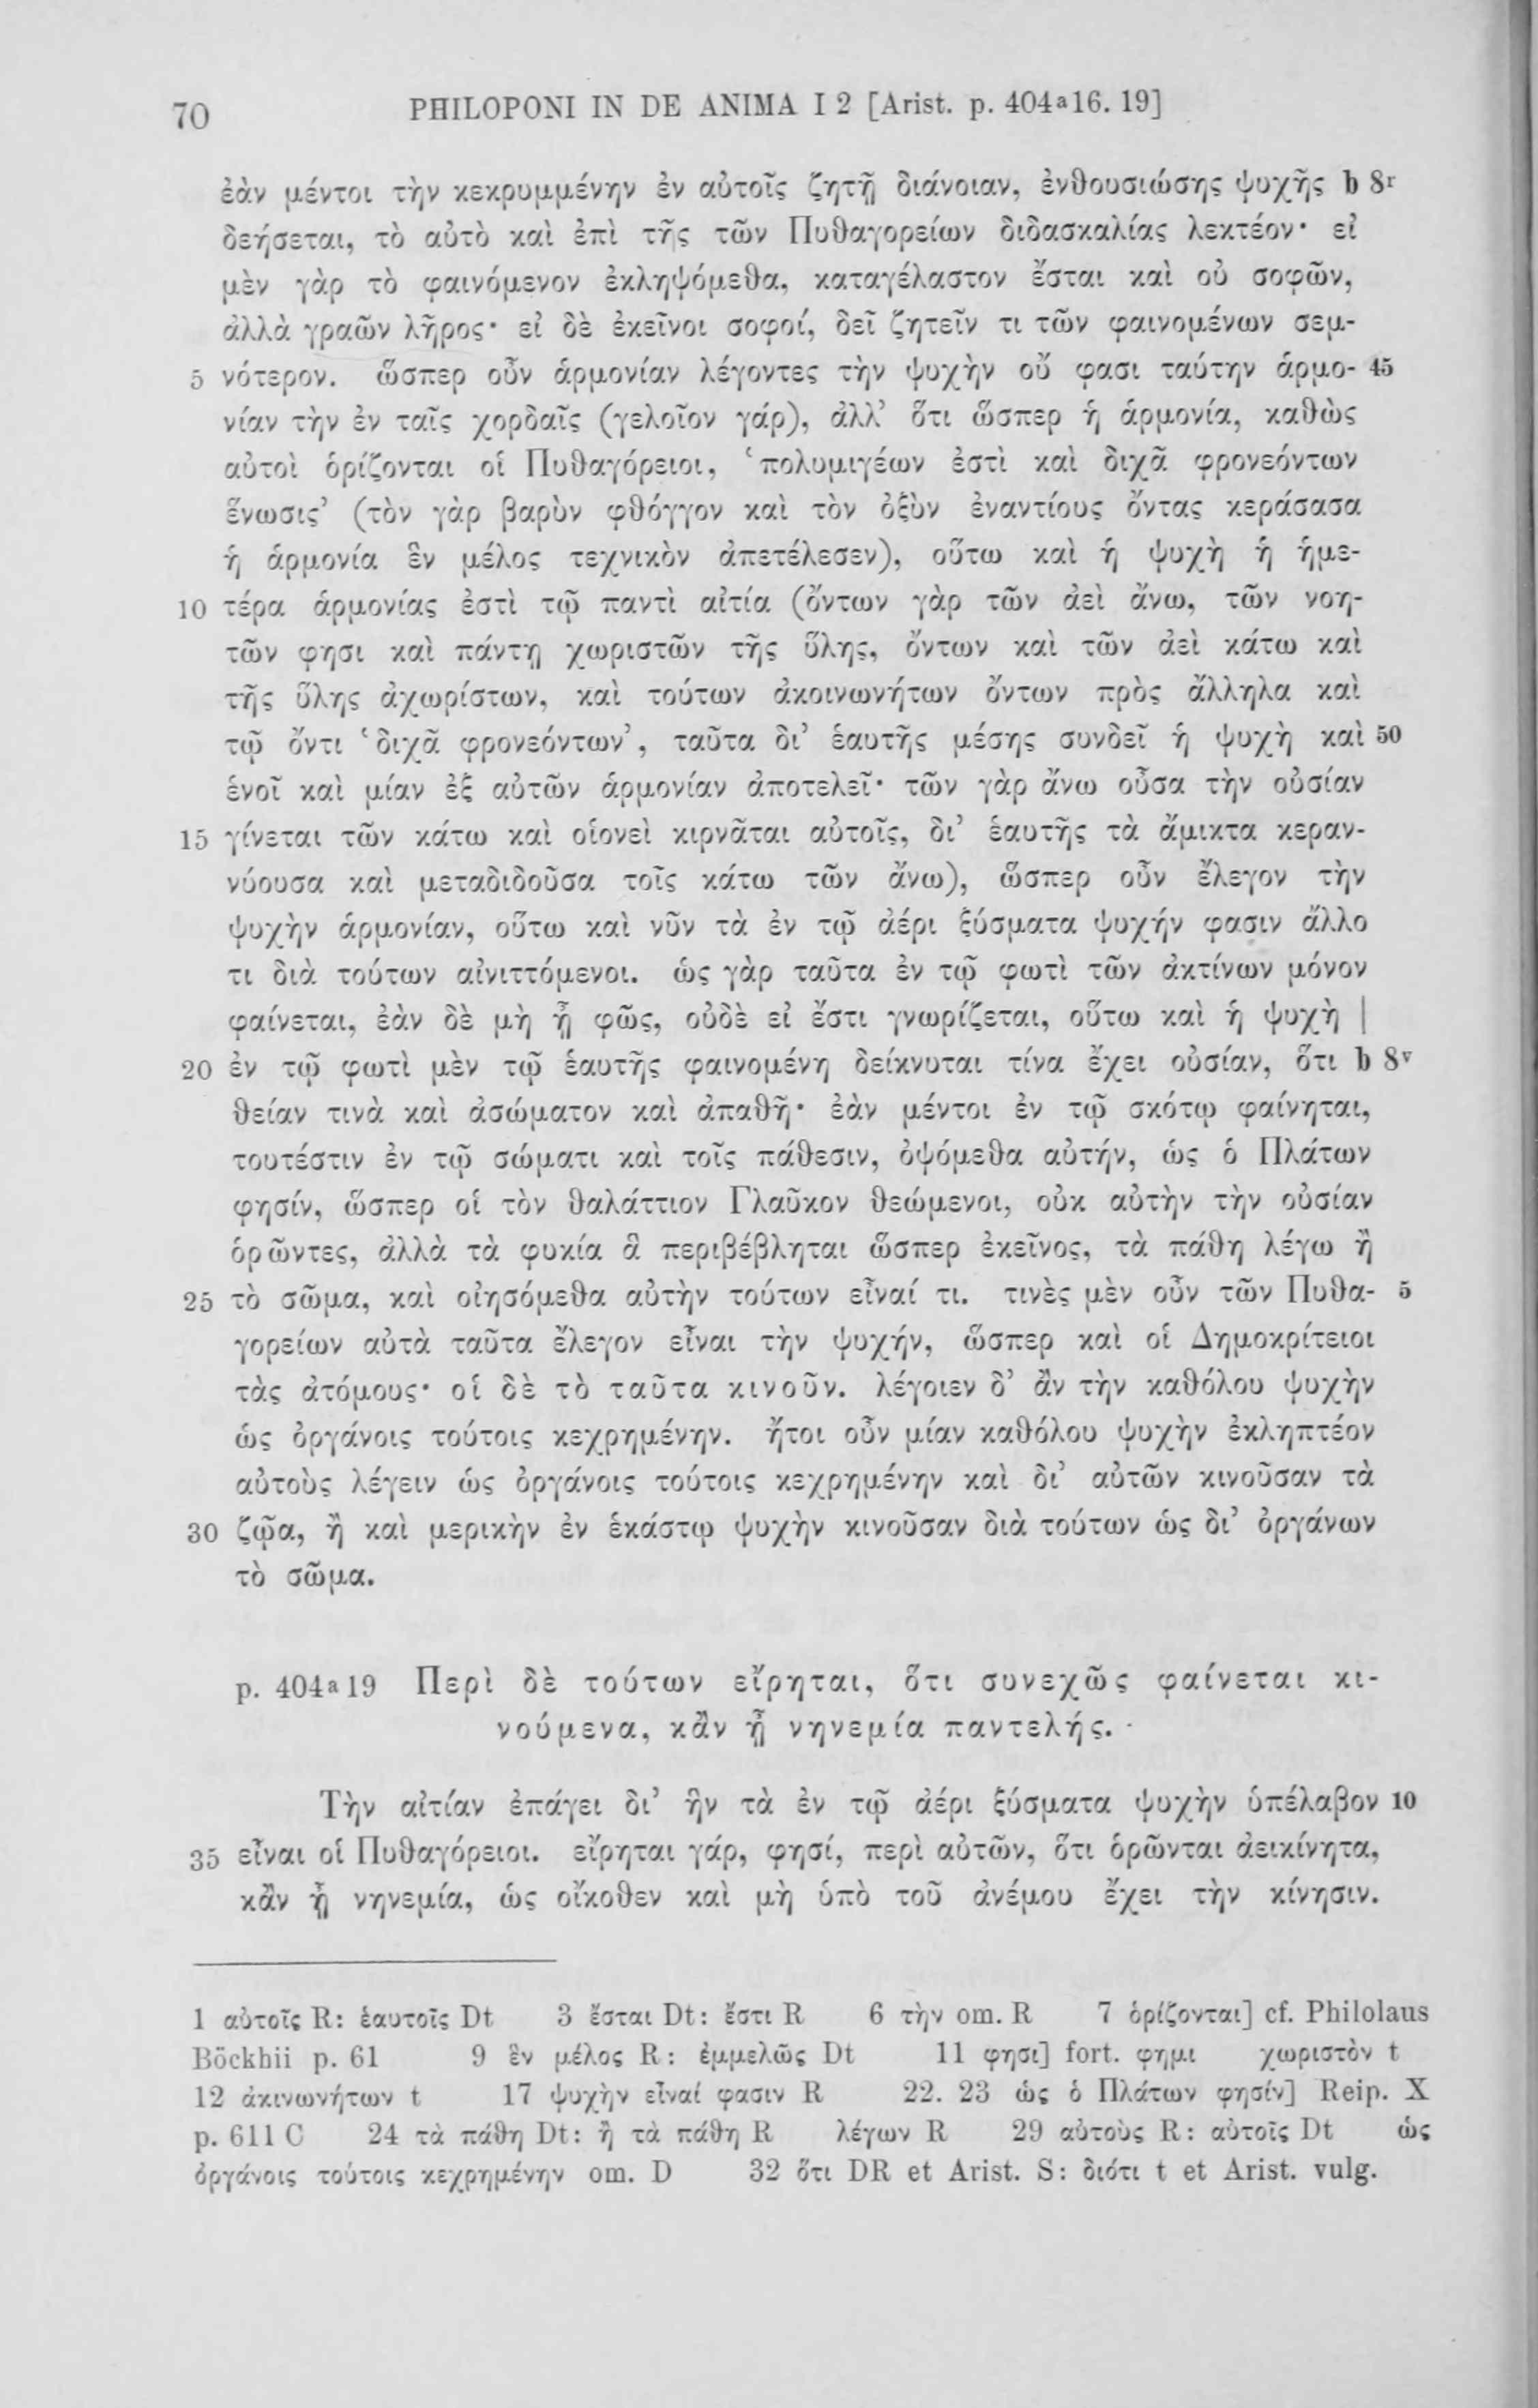 70 PHILOPONI IN DE ANIMA I 2 [Arist. p. 404ᵃ16. 19]
ἐὰν μέντοι τὴν κεκρυμμένην ἐν αὐτοῖς ζητῇ διάνοιαν, ἐνθουσιώσης ψυχῆς b 8ʳ
δεήσεται, τὸ αὐτὸ καὶ ἐπὶ τῆς τῶν Πυθαγορείων διδασκαλίας λεκτέον· εἰ
μὲν γὰρ τὸ φαινόμενον ἐκληψόμεθα, καταγέλαστον ἔσται καὶ οὐ σοφῶν,
ἀλλὰ γραῶν λῆρος· εἰ δὲ ἐκεῖνοι σοφοί, δεῖ ζητεῖν τι τῶν φαινομένων σεμ-
5 νότερον. ὥσπερ οὖν ἁρμονίαν λέγοντες τὴν ψυχὴν οὔ φασι ταύτην ἁρμο- 45
νίαν τὴν ἐν ταῖς χορδαῖς (γελοῖον γάρ), ἀλλ’ ὅτι ὥσπερ ἡ ἁρμονία, καθὼς
αὐτοὶ ὁρίζονται οἱ Πυθαγόρειοι, ‘πολυμιγέων ἐστὶ καὶ διχᾶ φρονεόντων
ἕνωσις’ (τὸν γὰρ βαρὺν φθόγγον καὶ τὸν ὀξὺν ἐναντίους ὄντας κεράσασα
ἡ ἁρμονία ἓν μέλος τεχνικὸν ἀπετέλεσεν), οὕτω καὶ ἡ ψυχὴ ἡ ἡμε-
10 τέρα ἁρμονίας ἐστὶ τῷ παντὶ αἰτία (ὄντων γὰρ τῶν ἀεὶ ἄνω, τῶν νοη-
τῶν φησι καὶ πάντῃ χωριστῶν τῆς ὕλης, ὄντων καὶ τῶν ἀεὶ κάτω καὶ
τῆς ὕλης ἀχωρίστων, καὶ τούτων ἀκοινωνήτων ὄντων πρὸς ἄλληλα καὶ
τῷ ὄντι ‘διχᾶ φρονεόντων’, ταῦτα δι’ ἑαυτῆς μέσης συνδεῖ ἡ ψυχὴ καὶ 50
ἑνοῖ καὶ μίαν ἐξ αὐτῶν ἁρμονίαν ἀποτελεῖ· τῶν γὰρ ἄνω οὖσα τὴν οὐσίαν
15 γίνεται τῶν κάτω καὶ οἱονεὶ κιρνᾶται αὐτοῖς, δι’ ἑαυτῆς τὰ ἄμικτα κεραν-
νύουσα καὶ μεταδιδοῦσα τοῖς κάτω τῶν ἄνω), ὥσπερ οὖν ἔλεγον τὴν
ψυχὴν ἁρμονίαν, οὕτω καὶ νῦν τὰ ἐν τῷ ἀέρι ξύσματα ψυχήν φασιν ἄλλο
τι διὰ τούτων αἰνιττόμενοι. ὡς γὰρ ταῦτα ἐν τῷ φωτὶ τῶν ἀκτίνων μόνον
φαίνεται, ἐὰν δὲ μὴ ᾖ φῶς, οὐδὲ εἰ ἔστι γνωρίζεται, οὕτω καὶ ἡ ψυχὴ |
20 ἐν τῷ φωτὶ μὲν τῷ ἑαυτῆς φαινομένη δείκνυται τίνα ἔχει οὐσίαν, ὅτι b 8ᵛ
θείαν τινὰ καὶ ἀσώματον καὶ ἀπαθῆ· ἐὰν μέντοι ἐν τῷ σκότῳ φαίνηται,
τουτέστιν ἐν τῷ σώματι καὶ τοῖς πάθεσιν, ὀψόμεθα αὐτήν, ὡς ὁ Πλάτων
φησίν, ὥσπερ οἱ τὸν θαλάττιον Γλαῦκον θεώμενοι, οὐκ αὐτὴν τὴν οὐσίαν
ὁρῶντες, ἀλλὰ τὰ φυκία ἃ περιβέβληται ὥσπερ ἐκεῖνος, τὰ πάθη λέγω ἢ
25 τὸ σῶμα, καὶ οἰησόμεθα αὐτὴν τούτων εἶναί τι. τινὲς μὲν οὖν τῶν Πυθα- 5
γορείων αὐτὰ ταῦτα ἔλεγον εἶναι τὴν ψυχήν, ὥσπερ καὶ οἱ Δημοκρίτειοι
τὰς ἀτόμους· οἱ δὲ τὸ ταῦτα κινοῦν. λέγοιεν δ’ ἂν τὴν καθόλου ψυχὴν
ὡς ὀργάνοις τούτοις κεχρημένην. ἤτοι οὖν μίαν καθόλου ψυχὴν ἐκληπτέον
αὐτοὺς λέγειν ὡς ὀργάνοις τούτοις κεχρημένην καὶ δι’ αὐτῶν κινοῦσαν τὰ
30 ζῷα, ἢ καὶ μερικὴν ἐν ἑκάστῳ ψυχὴν κινοῦσαν διὰ τούτων ὡς δι’ ὀργάνων
τὸ σῶμα.
p. 404ᵃ19 Περὶ δὲ τούτων εἴρηται, ὅτι συνεχῶς φαίνεται κι-
νούμενα, κἂν ᾖ νηνεμία παντελής.
Τὴν αἰτίαν ἐπάγει δι’ ἣν τὰ ἐν τῷ ἀέρι ξύσματα ψυχὴν ὑπέλαβον 10
35 εἶναι οἱ Πυθαγόρειοι. εἴρηται γάρ, φησί, περὶ αὐτῶν, ὅτι ὁρῶνται ἀεικίνητα,
κἂν ᾖ νηνεμία, ὡς οἴκοθεν καὶ μὴ ὑπὸ τοῦ ἀνέμου ἔχει τὴν κίνησιν.
1 αὐτοῖς R: ἑαυτοῖς Dt 3 ἔσται Dt: ἔστι R 6 τὴν om. R 7 ὁρίζονται] cf. Philolaus
Böckhii p. 61 9 ἓν μέλος R: ἐμμελῶς Dt 11 φησι] fort. φημι χωριστὸν t
12 ἀκινωνήτων t 17 ψυχὴν εἶναί φασιν R 22. 23 ὡς ὁ Πλάτων φησίν] Reip. X
p. 611 C 24 τὰ πάθη Dt: ἢ τὰ πάθη R λέγων R 29 αὐτοὺς R: αὐτοῖς Dt ὡς
ὀργάνοις τούτοις κεχρημένην om. D 32 ὅτι DR et Arist. S: διότι t et Arist. vulg.